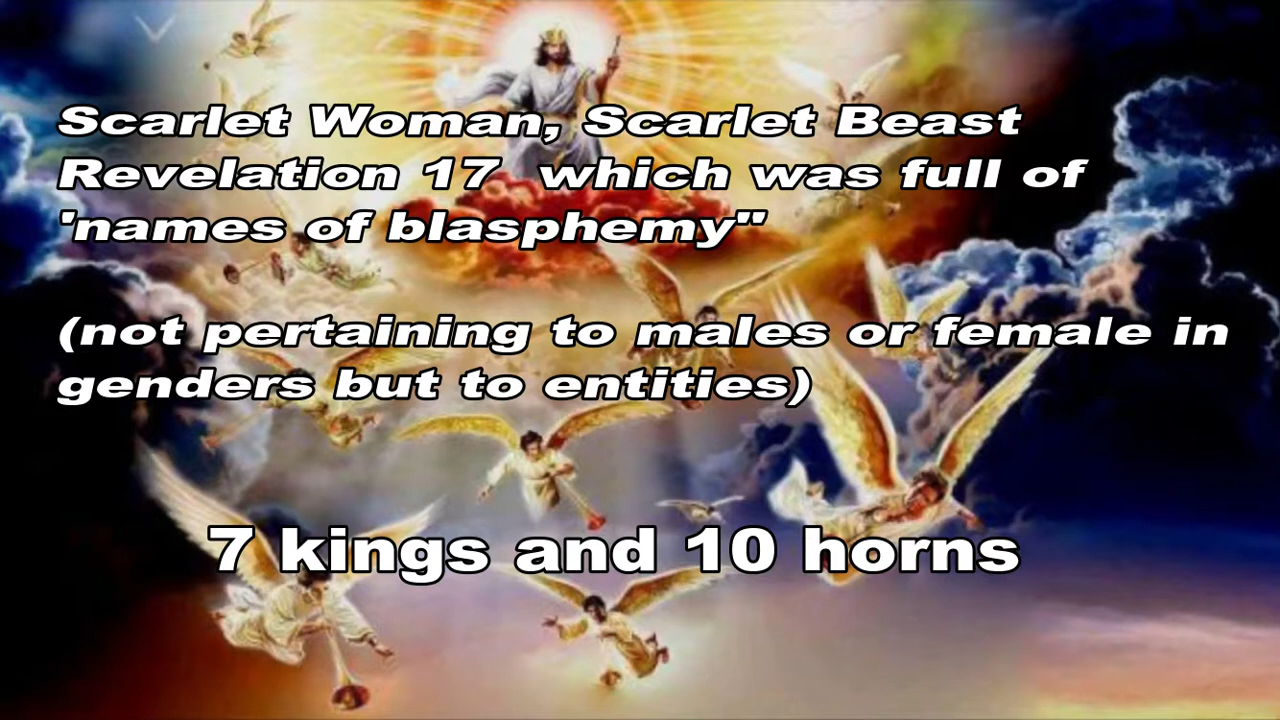 Scarlet Woman, Scarlet Beast
Revelation 17 which was full of
'names of blasphemy"
(not pertaining to males or female in
genders but to entities)
7 kings and 10 horns